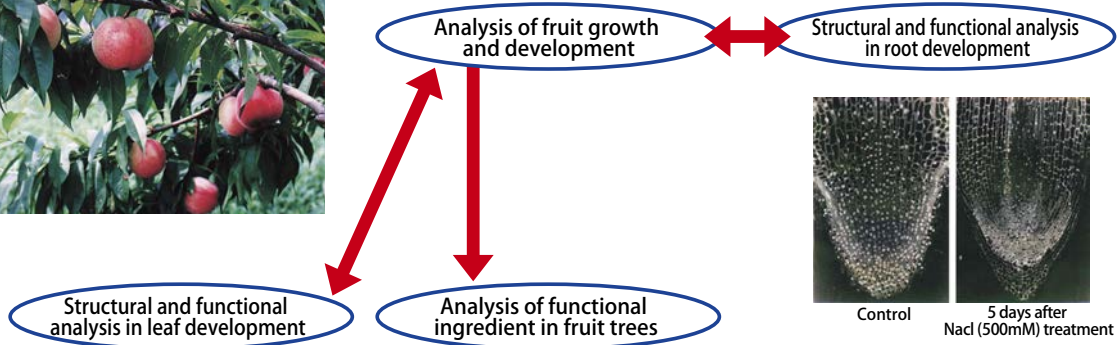 Analysis of fruit growth
and development
Structural and functional analysis
in root development
Structural and functional
analysis in leaf development
Analysis of functional
ingredient in fruit trees
Control
5 days after
Nacl (500mM) treatment